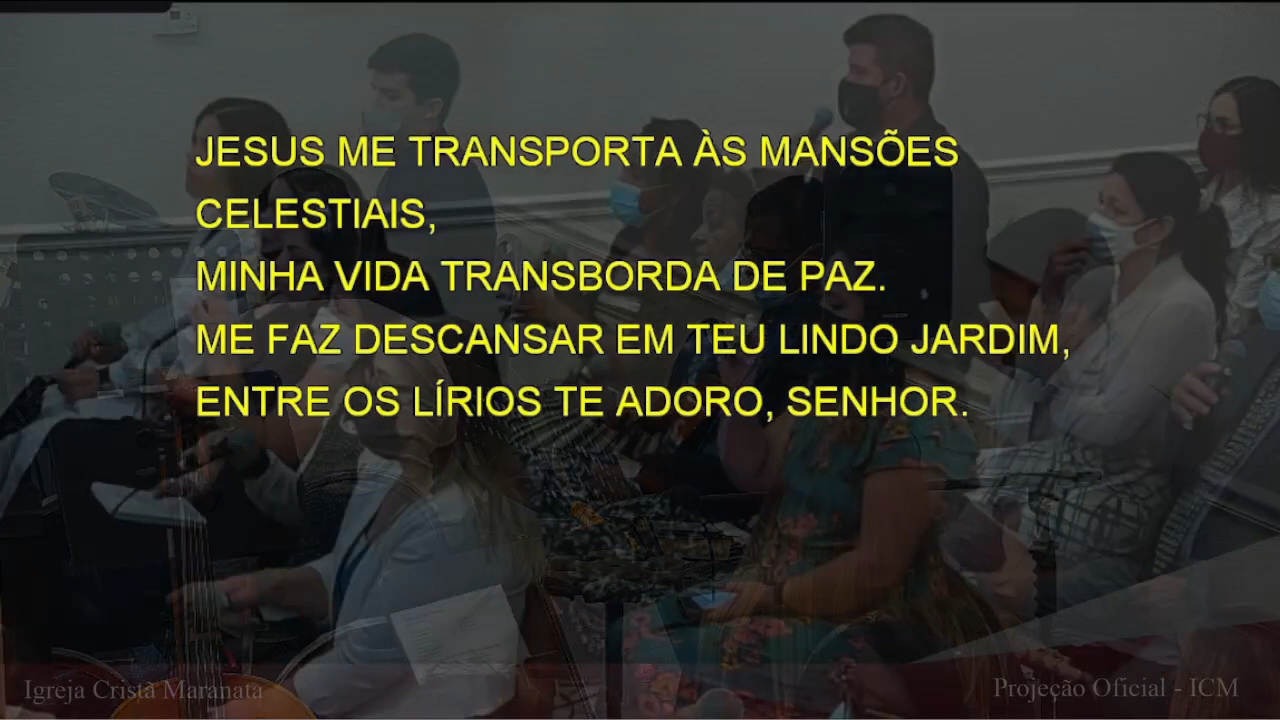 JESUS ME TRANSPORTA ÀS MANSÕES
CELESTIAIS,
MINHA VIDA TRANSBORDA DE PAZ.
ME FAZ DESCANSAR EM TEU LINDO JARDIM,
ENTRE OS LÍRIOS TE ADORO, SENHOR.
Igreja Cristã Maranata
Projeção Oficial - ICM